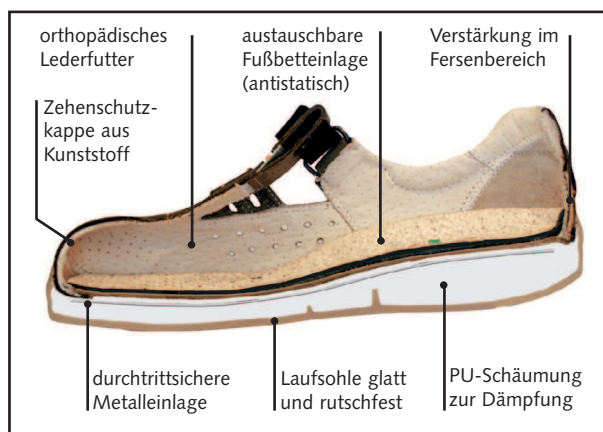 orthopädisches
Lederfutter
austauschbare
Fußbetteinlage
(antistatisch)
Verstärkung im
Fersenbereich
Zehenschutz-
kappe aus
Kunststoff
durchtrittsichere
Metalleinlage
Laufsohle glatt
und rutschfest
PU-Schäumung
zur Dämpfung